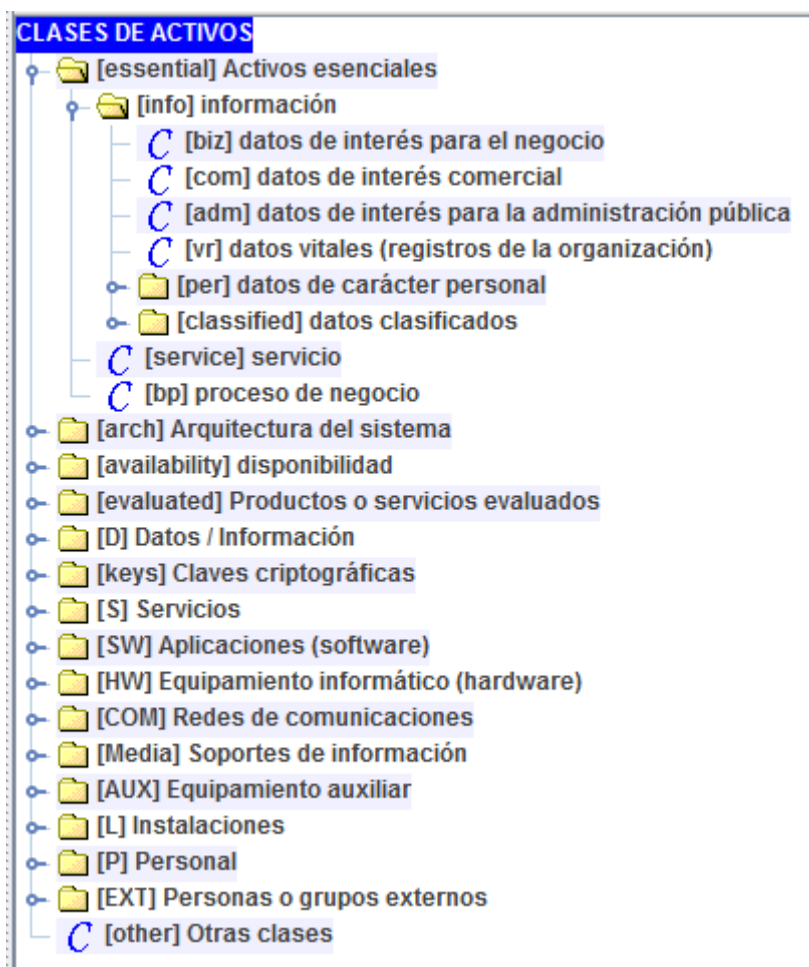 CLASES DE ACTIVOS
[essential] Activos esenciales
[info] información
C [biz] datos de interés para el negocio
C [com] datos de interés comercial
C [adm] datos de interés para la administración pública
C [vr] datos vitales (registros de la organización)
[per] datos de carácter personal
[classified] datos clasificados
C [service] servicio
C [bp] proceso de negocio
[arch] Arquitectura del sistema
[availability] disponibilidad
[evaluated] Productos o servicios evaluados
[D] Datos / Información
[keys] Claves criptográficas
[S] Servicios
[SW] Aplicaciones (software)
[HW] Equipamiento informático (hardware)
[COM] Redes de comunicaciones
[Media] Soportes de información
[AUX] Equipamiento auxiliar
[L] Instalaciones
[P] Personal
[EXT] Personas o grupos externos
C [other] Otras clases